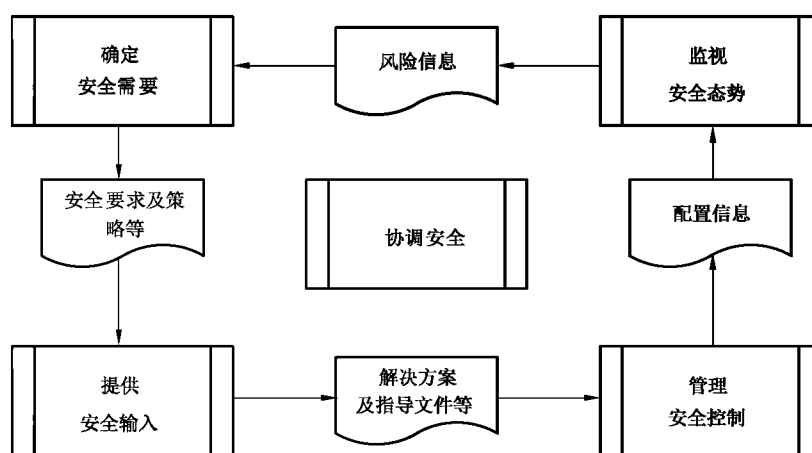 确定
安全需要
风险信息
监视
安全态势
安全要求及策
略等
协调安全
配置信息
提供
安全输入
解决方案
及指导文件等
管理
安全控制